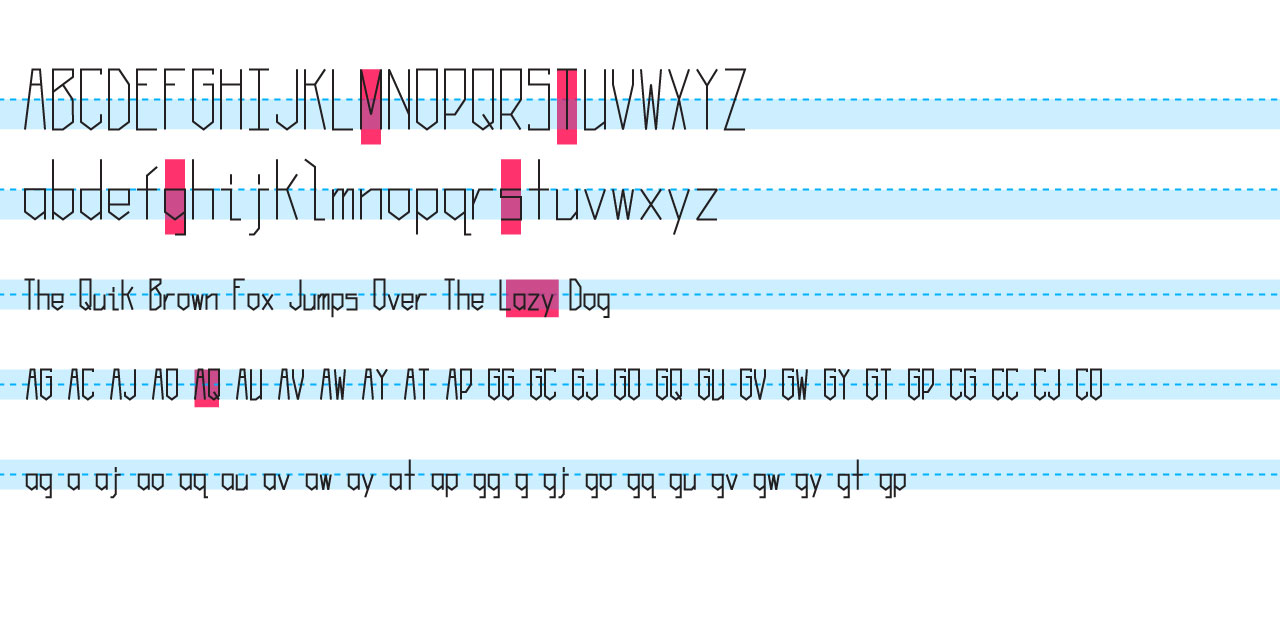 ABCDEFGHIJKLMNOPQRSTUVWXYZ
abdefghijklmnopqrstuvwxyz
The Quik Brown Fox Jumps Over The Lazy Dog
AG AC AJ AO AQ AU AV AW AY AT AP GG GC GJ GO GQ GU GV GW GY GT GP CG CC CJ CO
ag a aj ao aq au av aw ay at ap gg g gj go gq gu gv gw gy gt gp